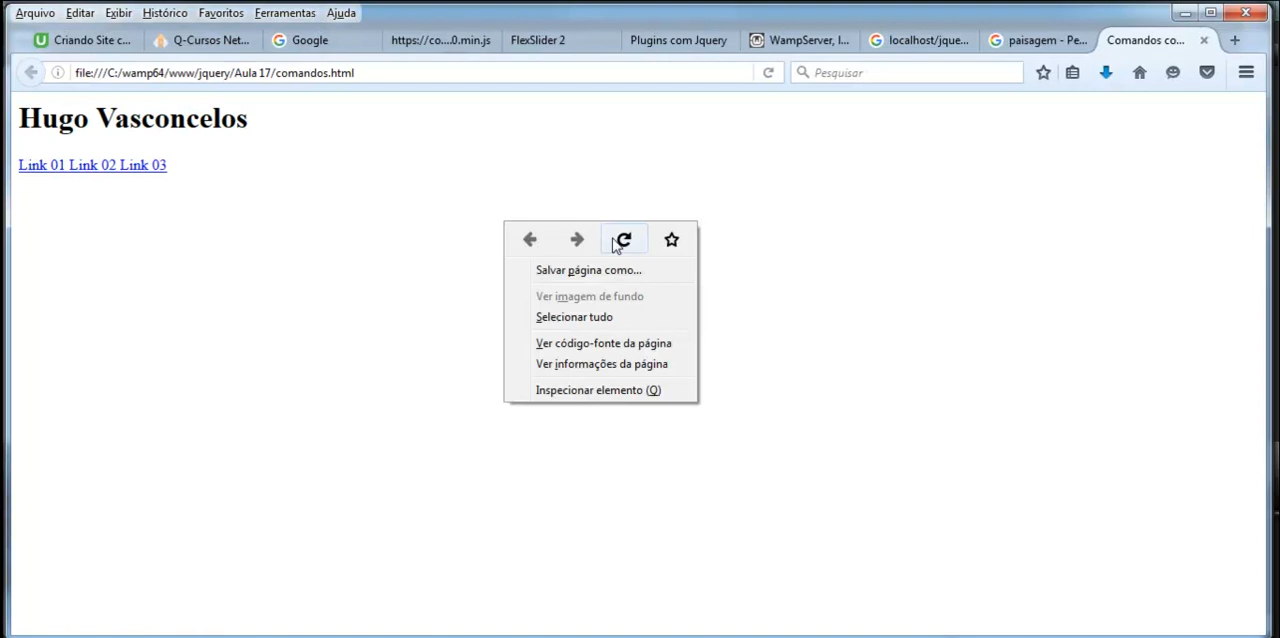 Arquivo Editar Exibir Histórico Favoritos Ferramentas Ajuda
Criando Site c... Q-Cursos Net... Google https://co....0.min.js FlexSlider 2 Plugins com Jquery WampServer, I... localhost/jque... paisagem - Pe... Comandos co...
file:///C:/wamp64/www/jquery/Aula 17/comandos.html Pesquisar
Hugo Vasconcelos
Link 01 Link 02 Link 03
Salvar página como...
Ver imagem de fundo
Selecionar tudo
Ver código-fonte da página
Ver informações da página
Inspecionar elemento (Q)